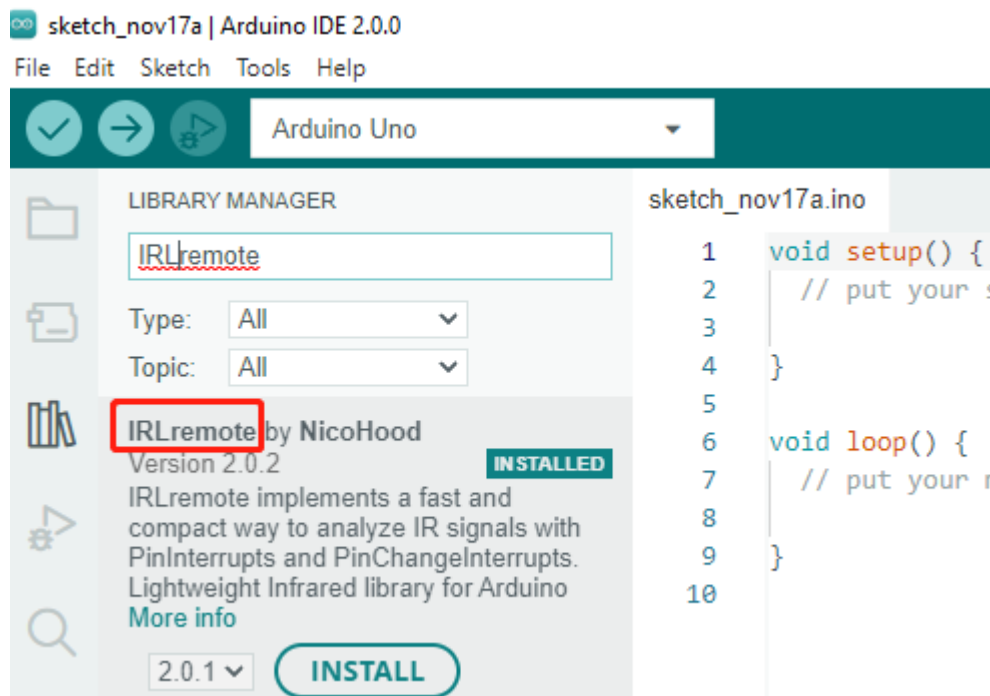 sketch_nov17a | Arduino IDE 2.0.0
File Edit Sketch Tools Help
Arduino Uno
LIBRARY MANAGER
IRLremote
Type: All
Topic: All
IRLremote by NicoHood
Version 2.0.2 INSTALLED
IRLremote implements a fast and
compact way to analyze IR signals with
PinInterrupts and PinChangeInterrupts.
Lightweight Infrared library for Arduino
More info
2.0.1 INSTALL
sketch_nov17a.ino
1 void setup() {
2 // put your
3
4 }
5
6 void loop() {
7 // put your
8
9 }
10